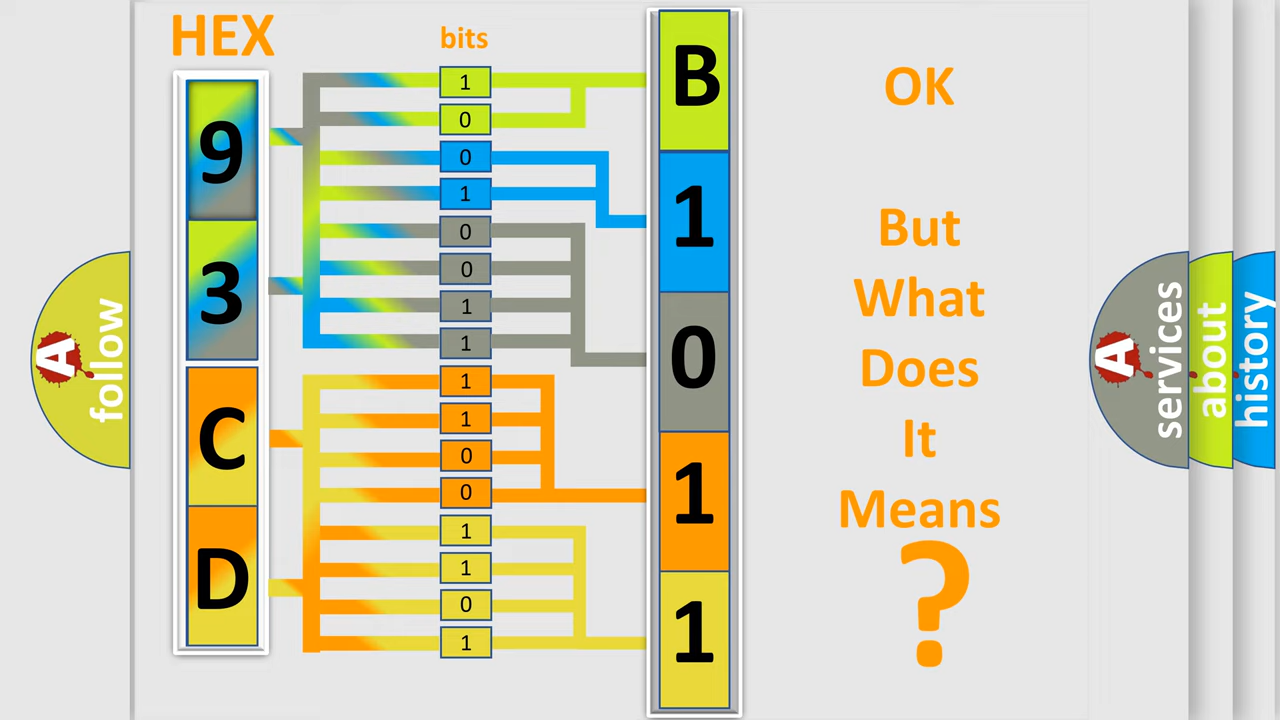 HEX
bits
9
3
C
D
1
0
0
1
0
0
1
1
1
1
0
0
1
1
0
1
B
1
0
1
1
OK
But
What
Does
It
Means
?
A
follow
A
services
about
history